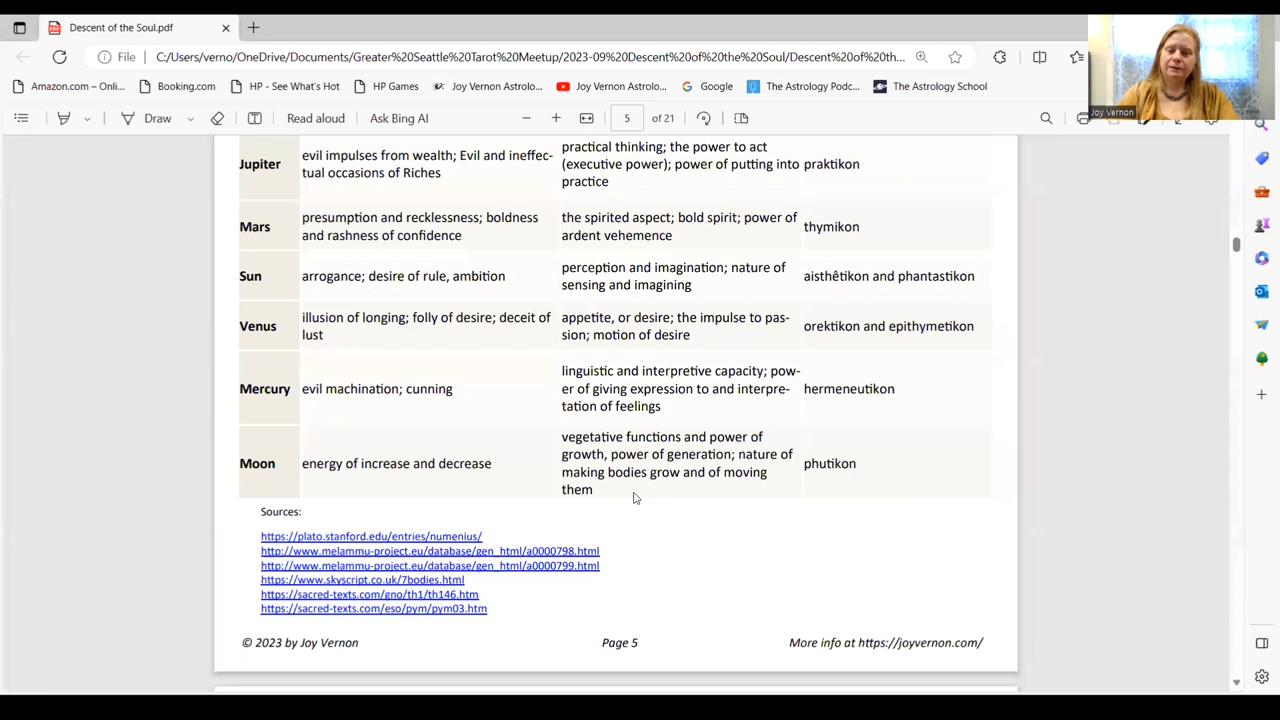 Descent of the Soul.pdf
File C:/Users/verno/OneDrive/Documents/Greater%20Seattle%20Tarot%20Meetup/2023-09%20Descent%20of%20the%20Soul/Descent%20of%20th...
Amazon.com – Onli... Booking.com HP - See What's Hot HP Games Joy Vernon Astrolo... Joy Vernon Astrolo... Google The Astrology Podc... The Astrology School
Joy Vernon
Draw Read aloud Ask Bing AI 5 of 21
practical thinking; the power to act
Jupiter evil impulses from wealth; Evil and ineffec- (executive power); power of putting into praktikon
tual occasions of Riches practice
presumption and recklessness; boldness the spirited aspect; bold spirit; power of
Mars thymikon
and rashness of confidence ardent vehemence
Sun arrogance; desire of rule, ambition perception and imagination; nature of aisthêtikon and phantastikon
sensing and imagining
illusion of longing; folly of desire; deceit of appetite, or desire; the impulse to pas-
Venus orektikon and epithymetikon
lust sion; motion of desire
linguistic and interpretive capacity; pow-
Mercury evil machination; cunning er of giving expression to and interpre- hermeneutikon
tation of feelings
vegetative functions and power of
growth, power of generation; nature of
Moon energy of increase and decrease making bodies grow and of moving phutikon
them
Sources:
https://plato.stanford.edu/entries/numenius/
http://www.melammu-project.eu/database/gen_html/a0000798.html
http://www.melammu-project.eu/database/gen_html/a0000799.html
https://www.skyscript.co.uk/7bodies.html
https://sacred-texts.com/gno/th1/th146.htm
https://sacred-texts.com/eso/pym/pym03.htm
© 2023 by Joy Vernon Page 5 More info at https://joyvernon.com/